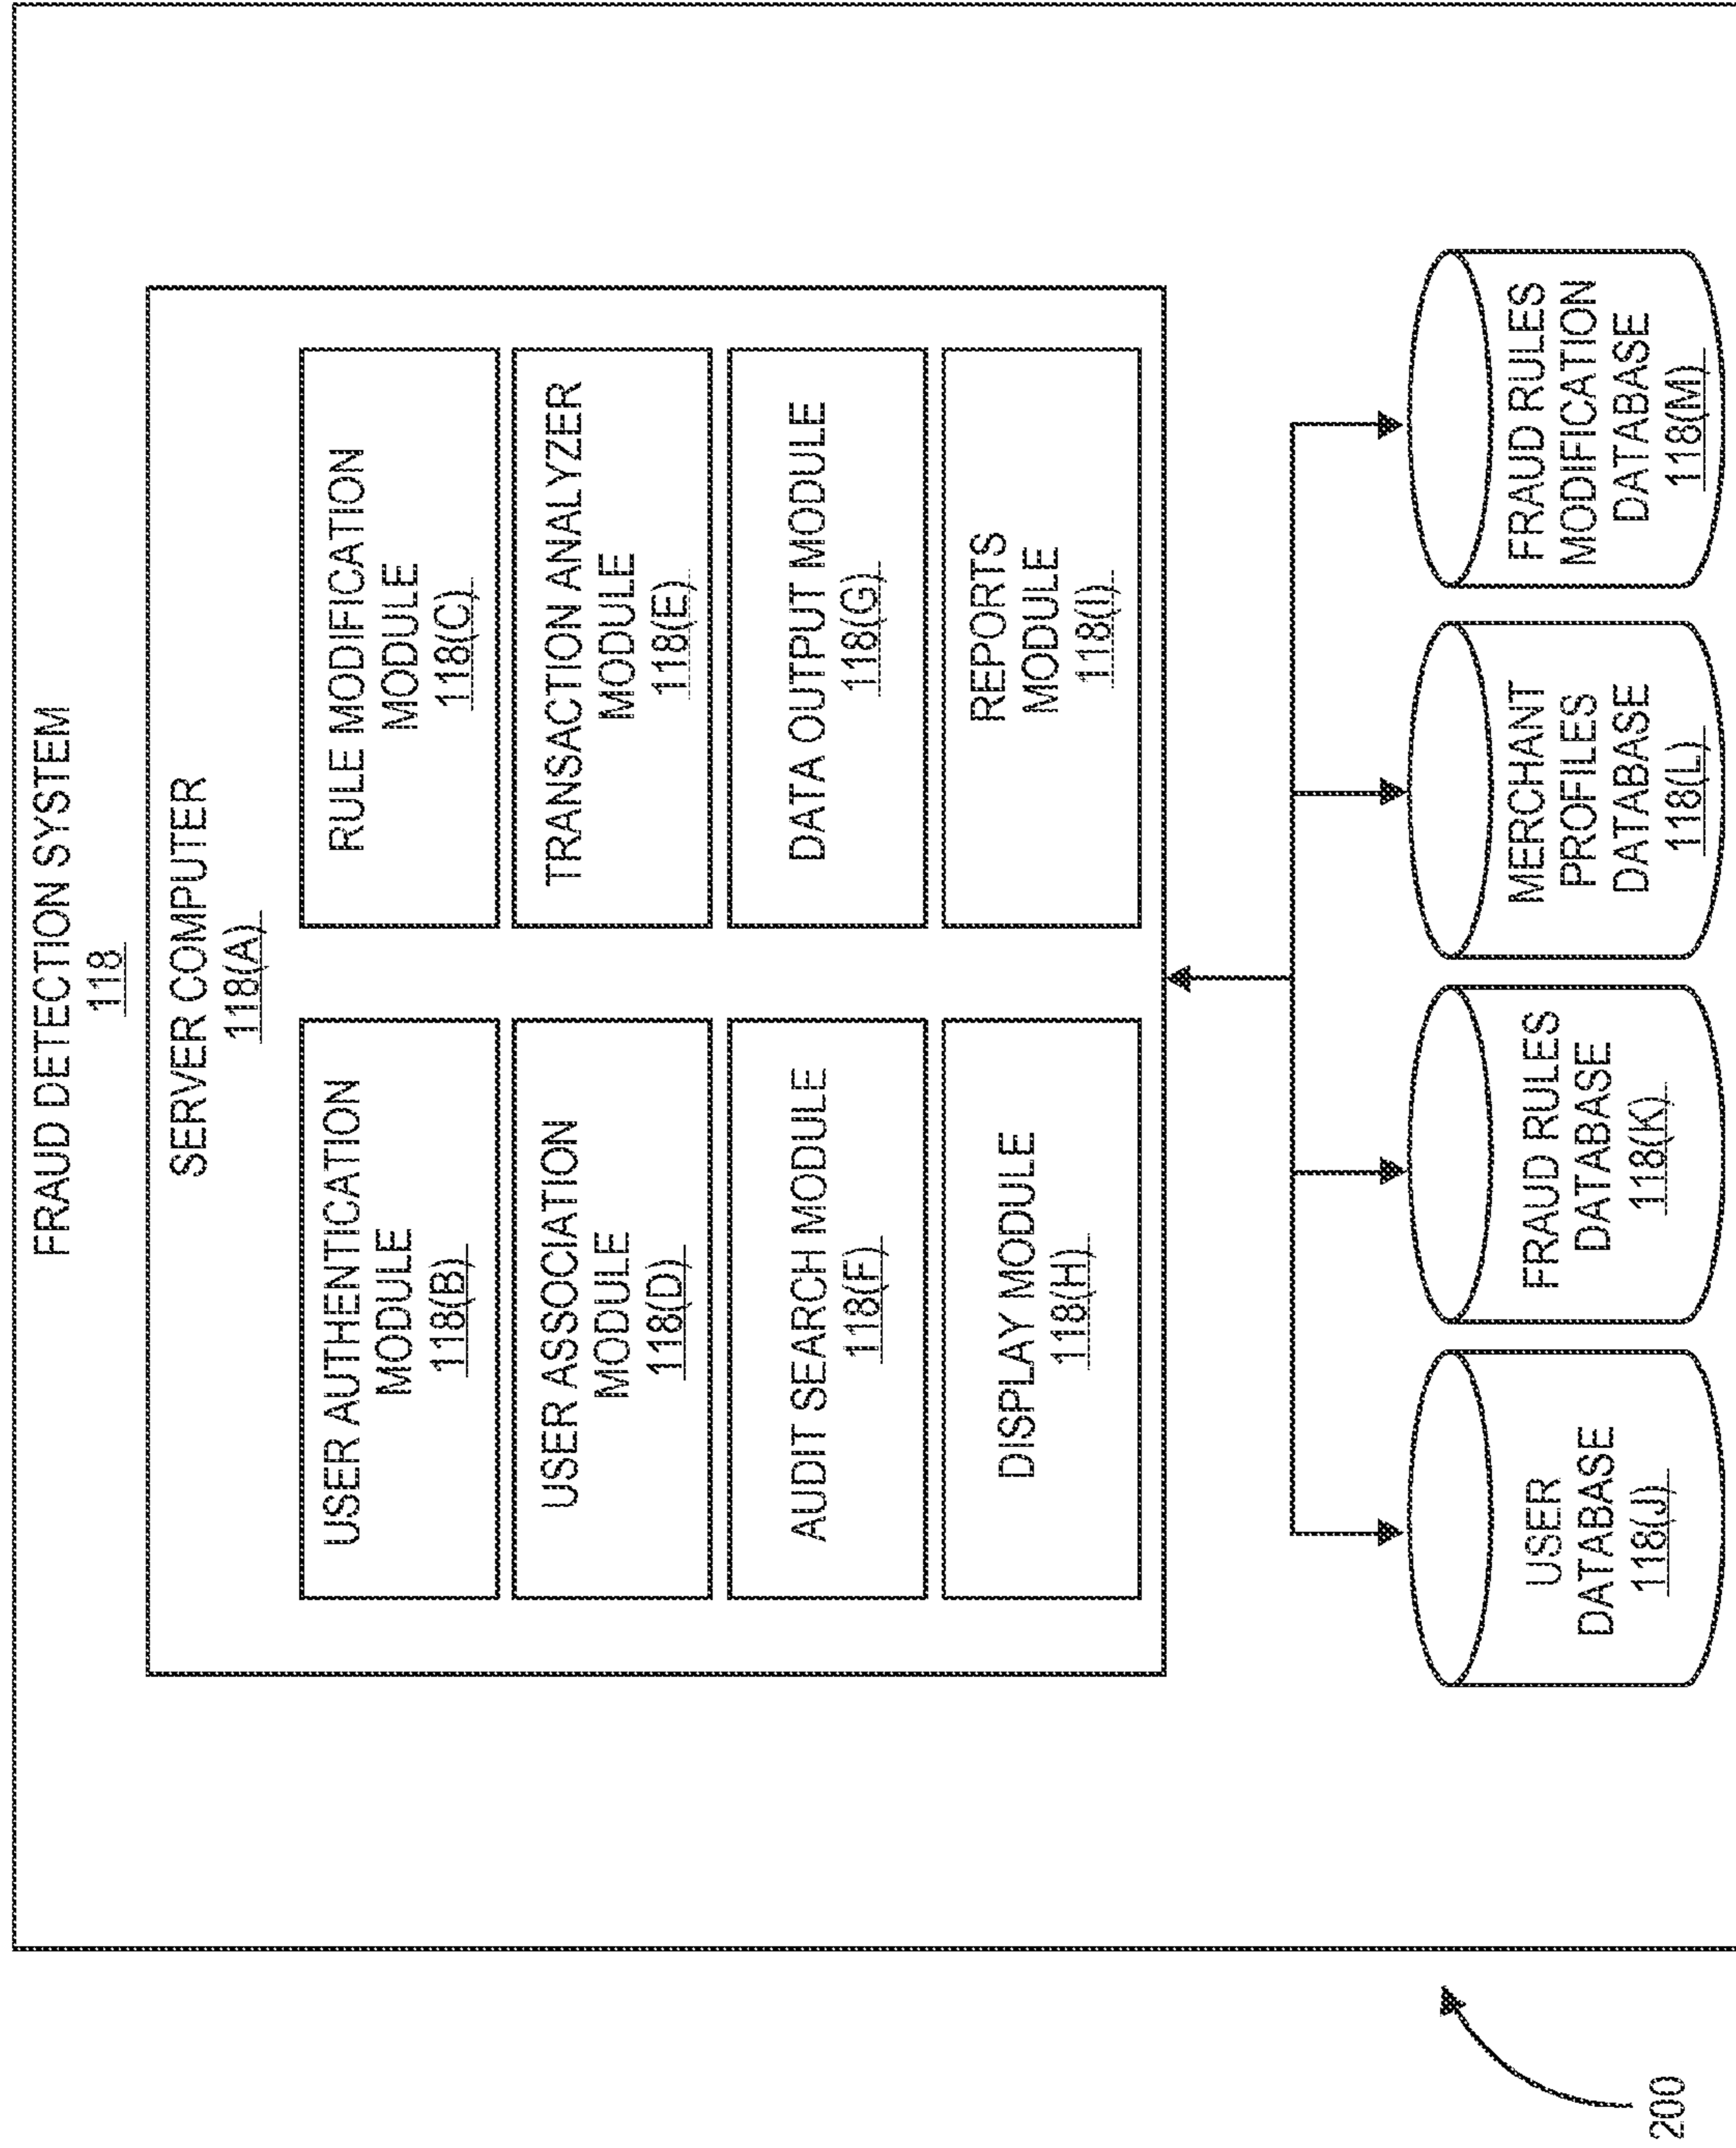 FRAUD DETECTION SYSTEM
118
SERVER COMPUTER
118(A)
USER AUTHENTICATION
MODULE
118(B)
RULE MODIFICATION
MODULE
118(C)
USER ASSOCIATION
MODULE
118(D)
TRANSACTION ANALYZER
MODULE
118(E)
AUDIT SEARCH MODULE
118(F)
DATA OUTPUT MODULE
118(G)
DISPLAY MODULE
118(H)
REPORTS
MODULE
118(I)
USER
DATABASE
118(J)
FRAUD RULES
DATABASE
118(K)
MERCHANT
PROFILES
DATABASE
118(L)
FRAUD RULES
MODIFICATION
DATABASE
118(M)
200